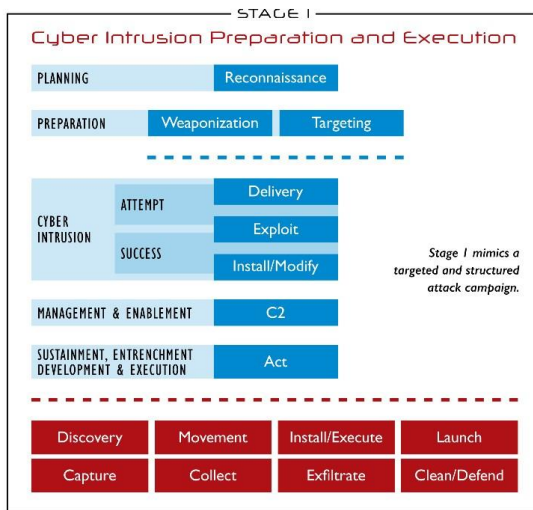 STAGE 1
Cyber Intrusion Preparation and Execution
PLANNING
Reconnaissance
PREPARATION
Weaponization
Targeting
CYBER
INTRUSION
ATTEMPT
SUCCESS
Delivery
Exploit
Install/Modify
Stage 1 mimics a
targeted and structured
attack campaign.
MANAGEMENT & ENABLEMENT
C2
SUSTAINMENT, ENTRENCHMENT
DEVELOPMENT & EXECUTION
Act
Discovery
Movement
Install/Execute
Launch
Capture
Collect
Exfiltrate
Clean/Defend